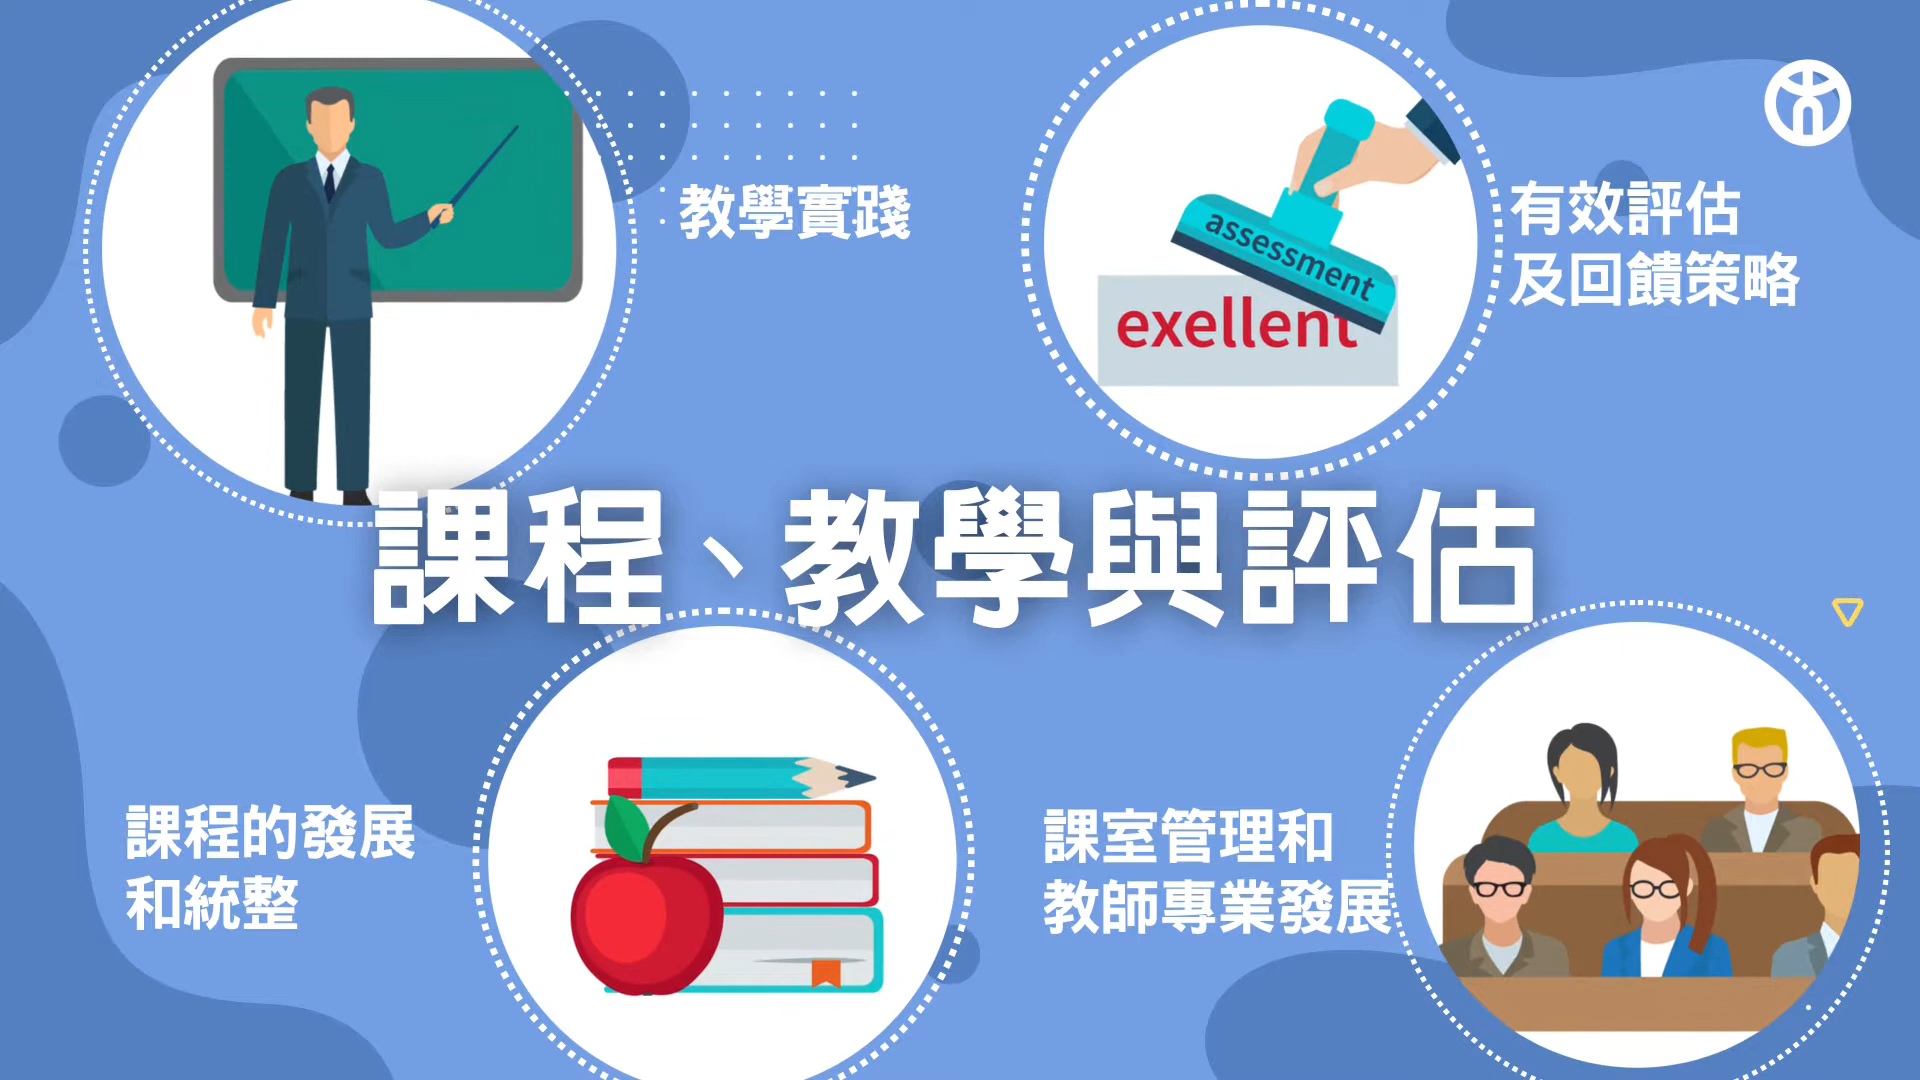 教學實踐
assessment
exellent
有效評估
及回饋策略
課程、教學與評估
課程的發展
和統整
課室管理和
教師專業發展